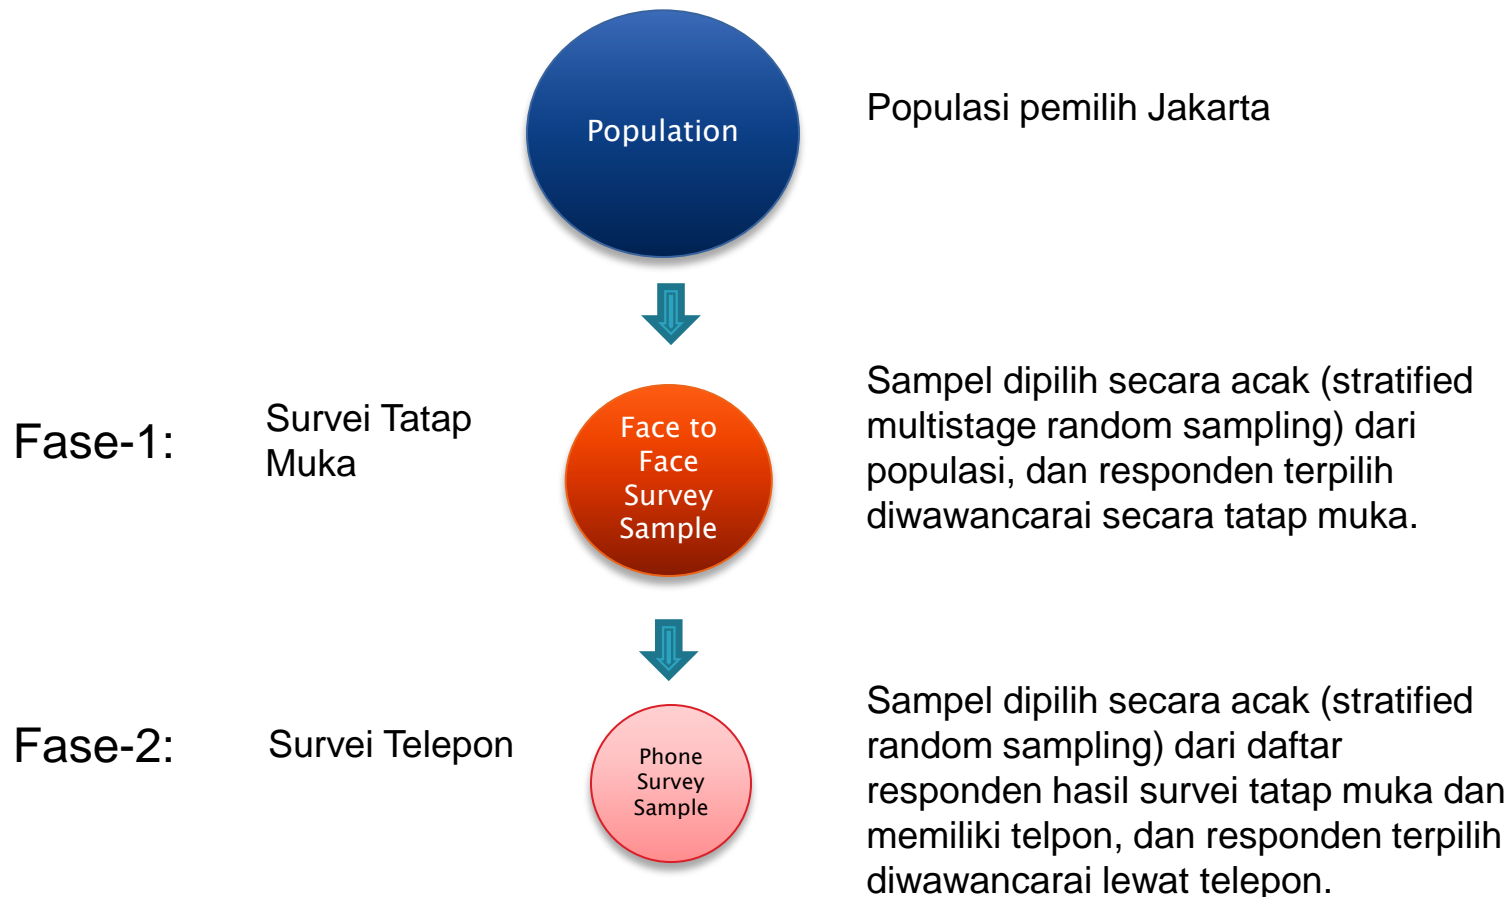 Population
Populasi pemilih Jakarta
Fase-1:
Survei Tatap
Muka
Face to
Face
Survey
Sample
Sampel dipilih secara acak (stratified
multistage random sampling) dari
populasi, dan responden terpilih
diwawancarai secara tatap muka.
Fase-2:
Survei Telepon
Phone
Survey
Sample
Sampel dipilih secara acak (stratified
random sampling) dari daftar
responden hasil survei tatap muka dan
memiliki telpon, dan responden terpilih
diwawancarai lewat telepon.